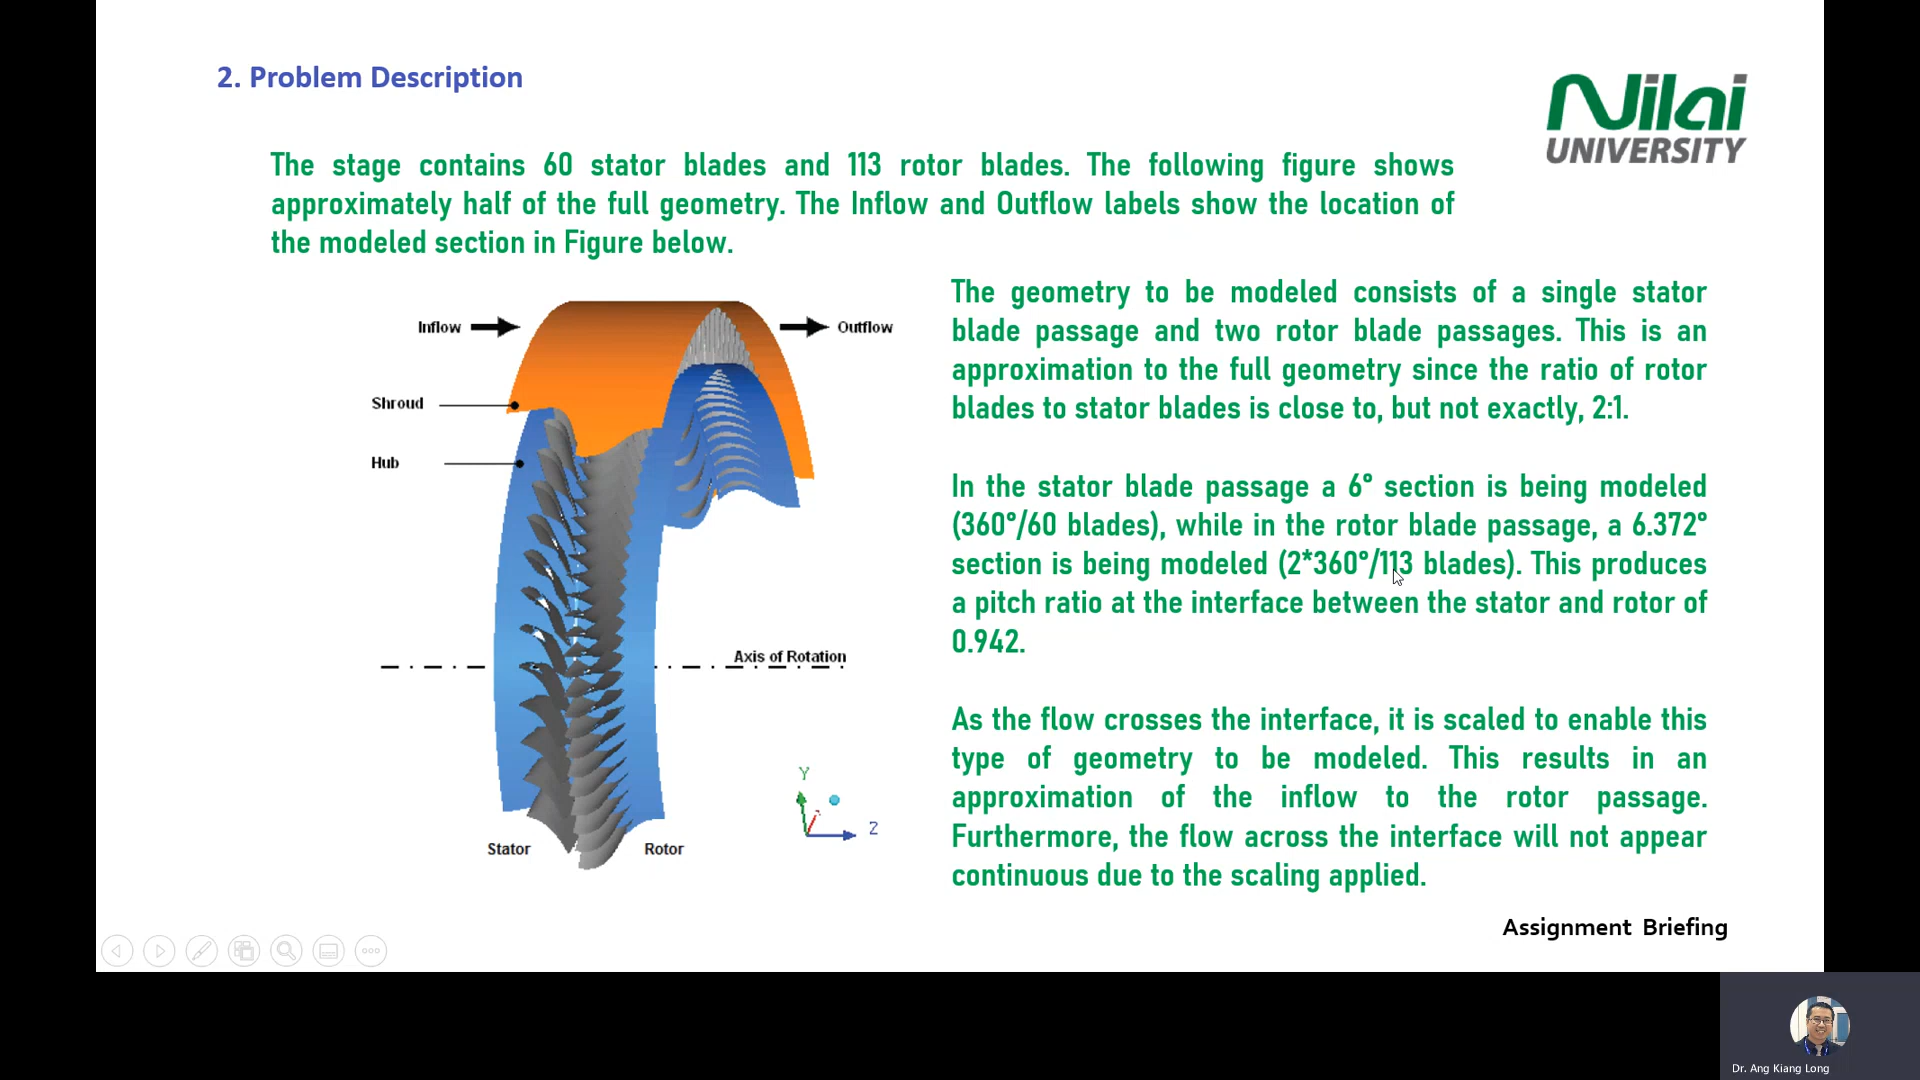 2. Problem Description
Nilai
UNIVERSITY
The stage contains 60 stator blades and 113 rotor blades. The following figure shows
approximately half of the full geometry. The Inflow and Outflow labels show the location of
the modeled section in Figure below.
Inflow
Outflow
Shroud
Hub
Axis of Rotation
Y
Z
Stator
Rotor
The geometry to be modeled consists of a single stator
blade passage and two rotor blade passages. This is an
approximation to the full geometry since the ratio of rotor
blades to stator blades is close to, but not exactly, 2:1.
In the stator blade passage a 6° section is being modeled
(360°/60 blades), while in the rotor blade passage, a 6.372°
section is being modeled (2*360°/113 blades). This produces
a pitch ratio at the interface between the stator and rotor of
0.942.
As the flow crosses the interface, it is scaled to enable this
type of geometry to be modeled. This results in an
approximation of the inflow to the rotor passage.
Furthermore, the flow across the interface will not appear
continuous due to the scaling applied.
Assignment Briefing
Dr. Ang Kiang Long